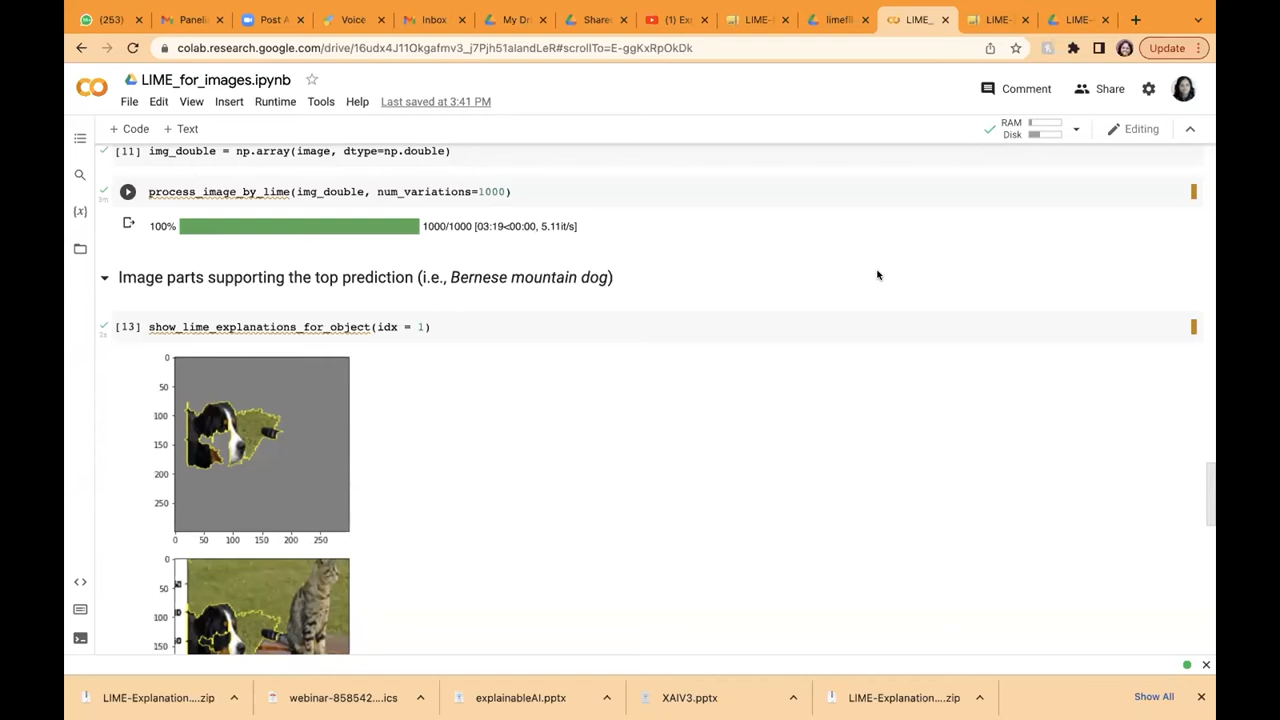 (253)
Paneli
Post A
Voice
Inbox
My Dri
Share
(1) Ex
LIME-
limefil
LIME_
LIME-
LIME-
colab.research.google.com/drive/16udx4J11Okgafmv3_j7Pjh51alandLeR#scrollTo=E-ggKxRpOkDk
Update
LIME_for_images.ipynb
File Edit View Insert Runtime Tools Help Last saved at 3:41 PM
Comment
Share
+ Code + Text
RAM
Disk
Editing
[11] img_double = np.array(image, dtype=np.double)
process_image_by_lime(img_double, num_variations=1000)
3m
100% 1000/1000 [03:19<00:00, 5.11it/s]
Image parts supporting the top prediction (i.e., Bernese mountain dog)
[13] show_lime_explanations_for_object(idx = 1)
2s
0
50
100
150
200
250
0 50 100 150 200 250
0
50
100
150
LIME-Explanation....zip
webinar-858542....ics
explainableAI.pptx
XAIV3.pptx
LIME-Explanation....zip
Show All